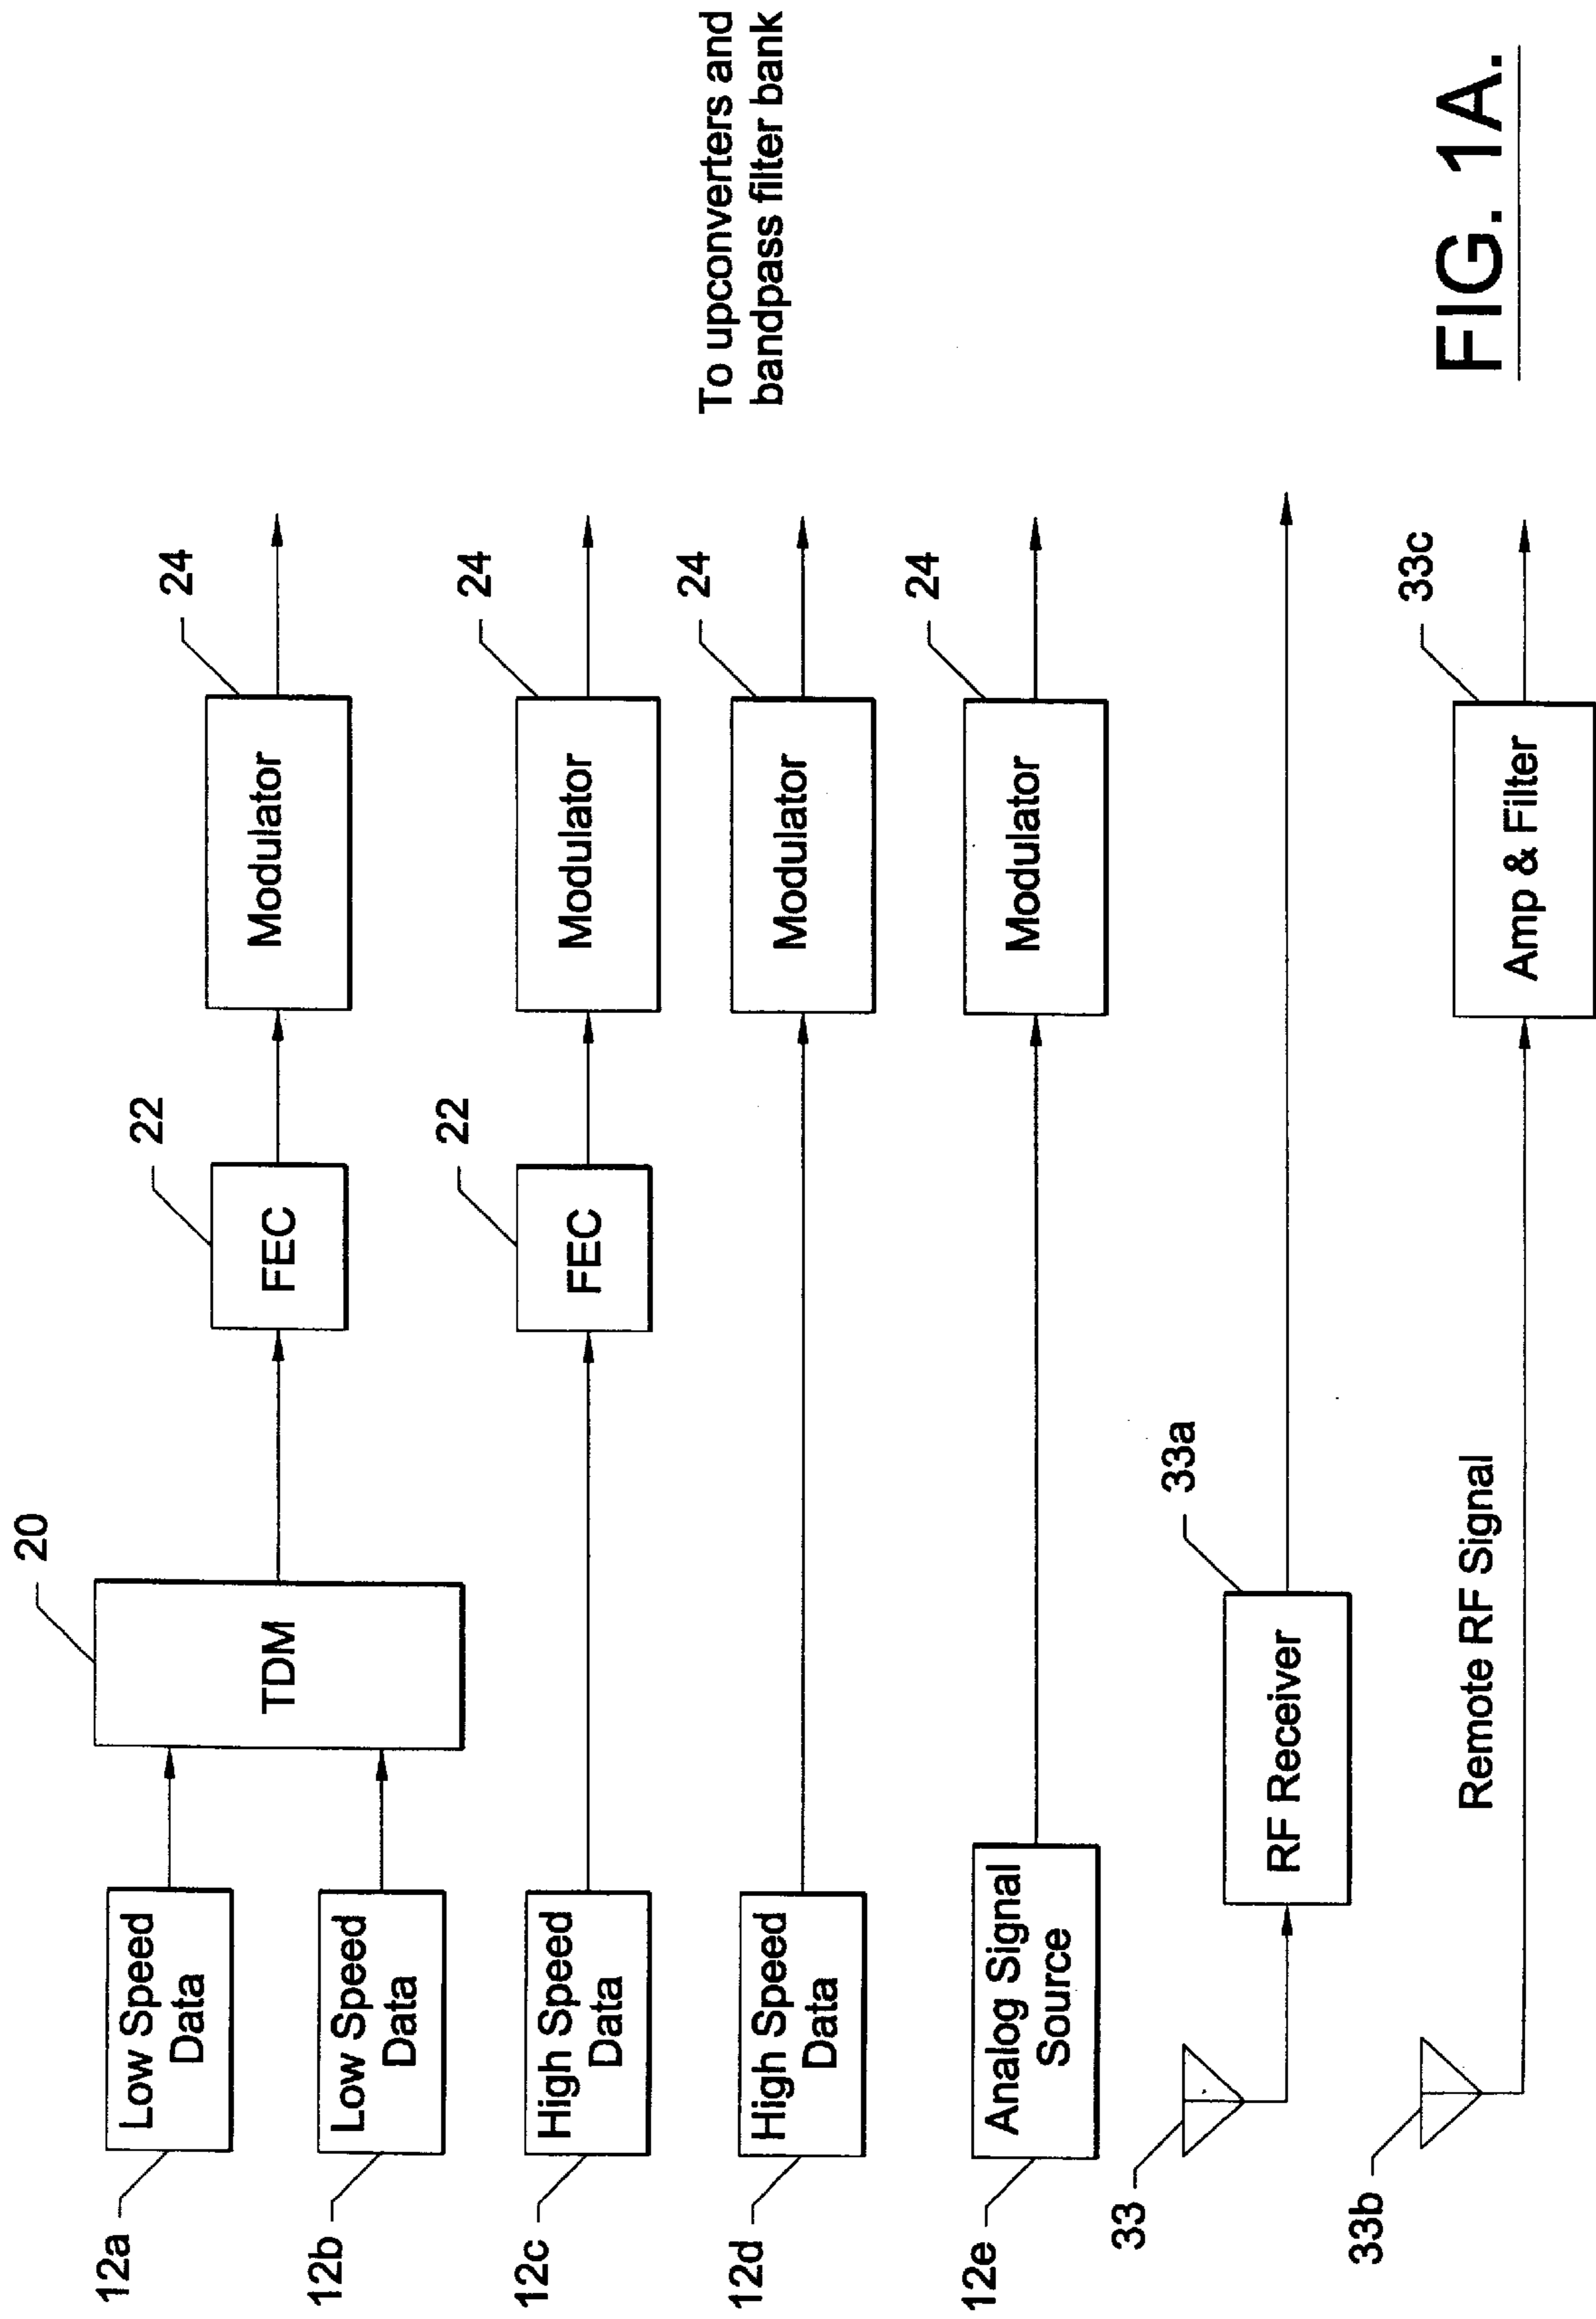 12a
Low Speed
Data
12b
Low Speed
Data
20
TDM
22
FEC
24
Modulator
12c
High Speed
Data
22
FEC
24
Modulator
12d
High Speed
Data
24
Modulator
To upconverters and
bandpass filter bank
12e
Analog Signal
Source
24
Modulator
33
RF Receiver
33a
33b
Remote RF Signal
Amp & Filter
33c
FIG. 1A.